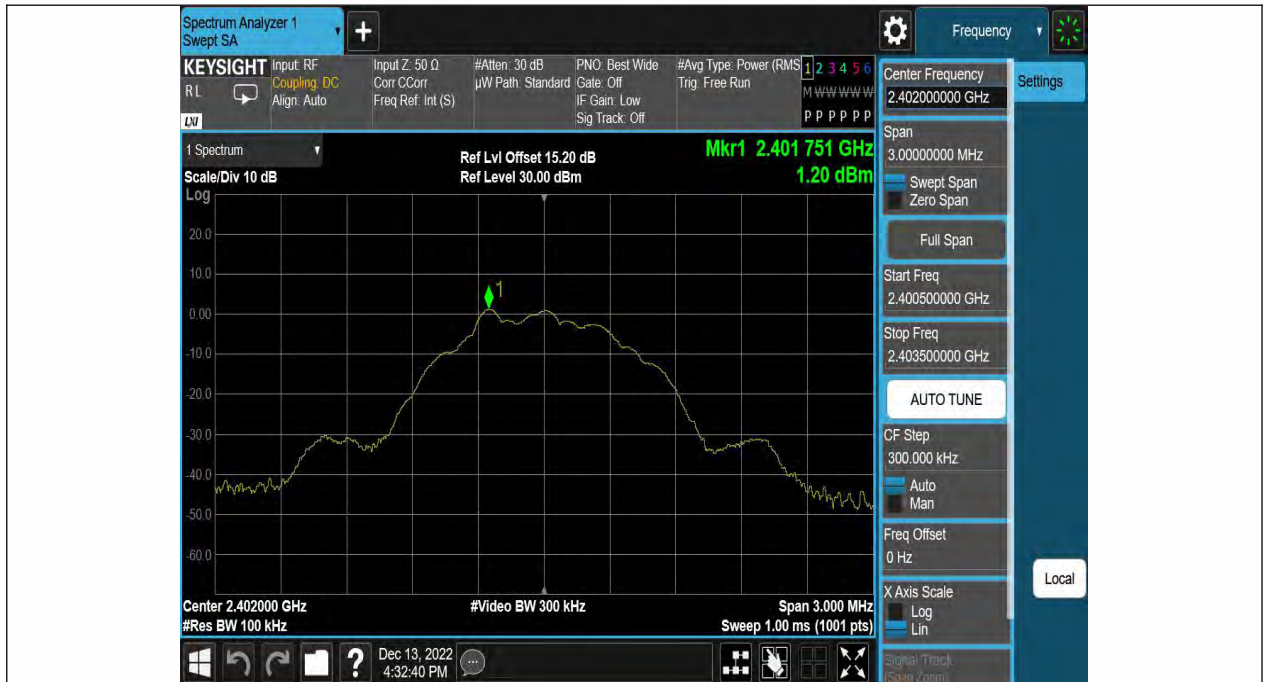 Spectrum Analyzer 1
Swept SA
+
Frequency
KEYSIGHT
R L
LXI
Input: RF
Coupling: DC
Align: Auto
Input Z: 50 Ω
Corr CCorr
Freq Ref: Int (S)
#Atten: 30 dB
µW Path: Standard
PNO: Best Wide
Gate: Off
IF Gain: Low
Sig Track: Off
#Avg Type: Power (RMS
Trig: Free Run
1 2 3 4 5 6
M W W W W W
P P P P P P
1 Spectrum
Scale/Div 10 dB
Log
Ref Lvl Offset 15.20 dB
Ref Level 30.00 dBm
Mkr1 2.401 751 GHz
1.20 dBm
1
20.0
10.0
0.00
-10.0
-20.0
-30.0
-40.0
-50.0
-60.0
Center 2.402000 GHz
#Res BW 100 kHz
#Video BW 300 kHz
Span 3.000 MHz
Sweep 1.00 ms (1001 pts)
Center Frequency
2.402000000 GHz
Settings
Span
3.00000000 MHz
Swept Span
Zero Span
Full Span
Start Freq
2.400500000 GHz
Stop Freq
2.403500000 GHz
AUTO TUNE
CF Step
300.000 kHz
Auto
Man
Freq Offset
0 Hz
X Axis Scale
Log
Lin
Local
Signal Track
(Span Zoom)
?
Dec 13, 2022
4:32:40 PM